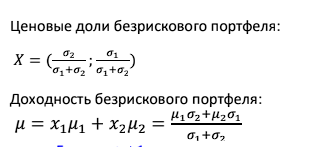 Ценовые доли безрискового портфеля:
X = (σ₂/(σ₁+σ₂) ; σ₁/(σ₁+σ₂))
Доходность безрискового портфеля:
μ = x₁μ₁ + x₂μ₂ = (μ₁σ₂+μ₂σ₁)/(σ₁+σ₂)